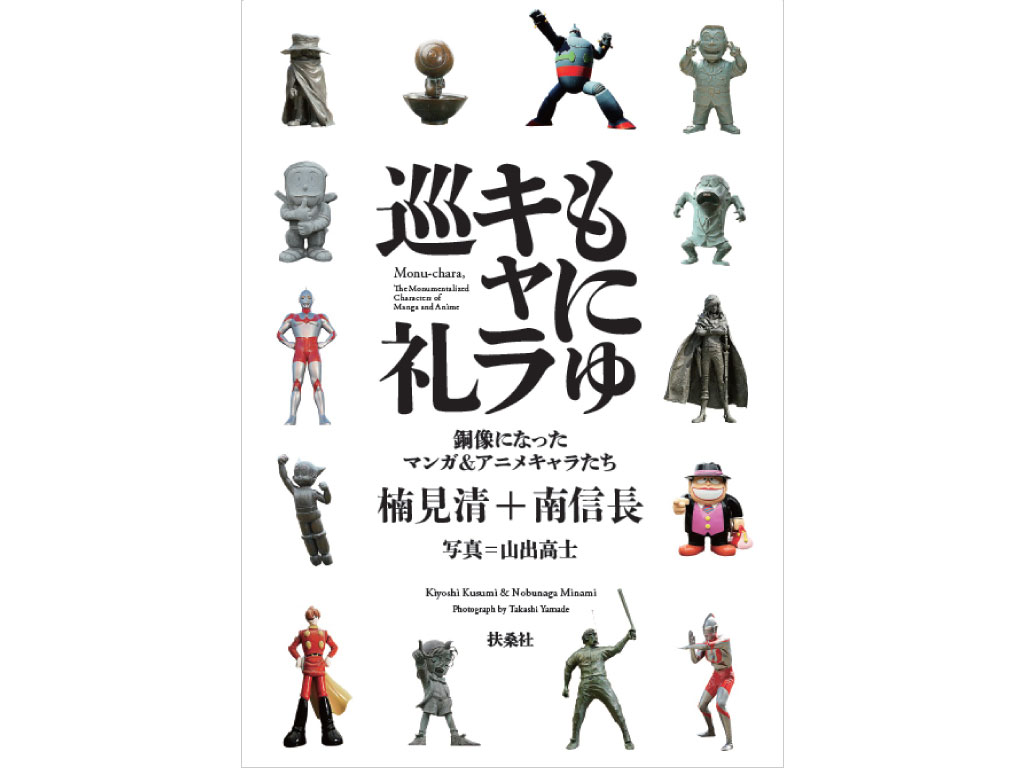 もにゅ
キャラ
巡礼
Monu-chara,
The Monumentalized
Characters of
Manga and Anime
銅像になった
マンガ&アニメキャラたち
楠見清＋南信長
写真=山出高士
Kiyoshi Kusumi & Nobunaga Minami
Photograph by Takashi Yamade
扶桑社